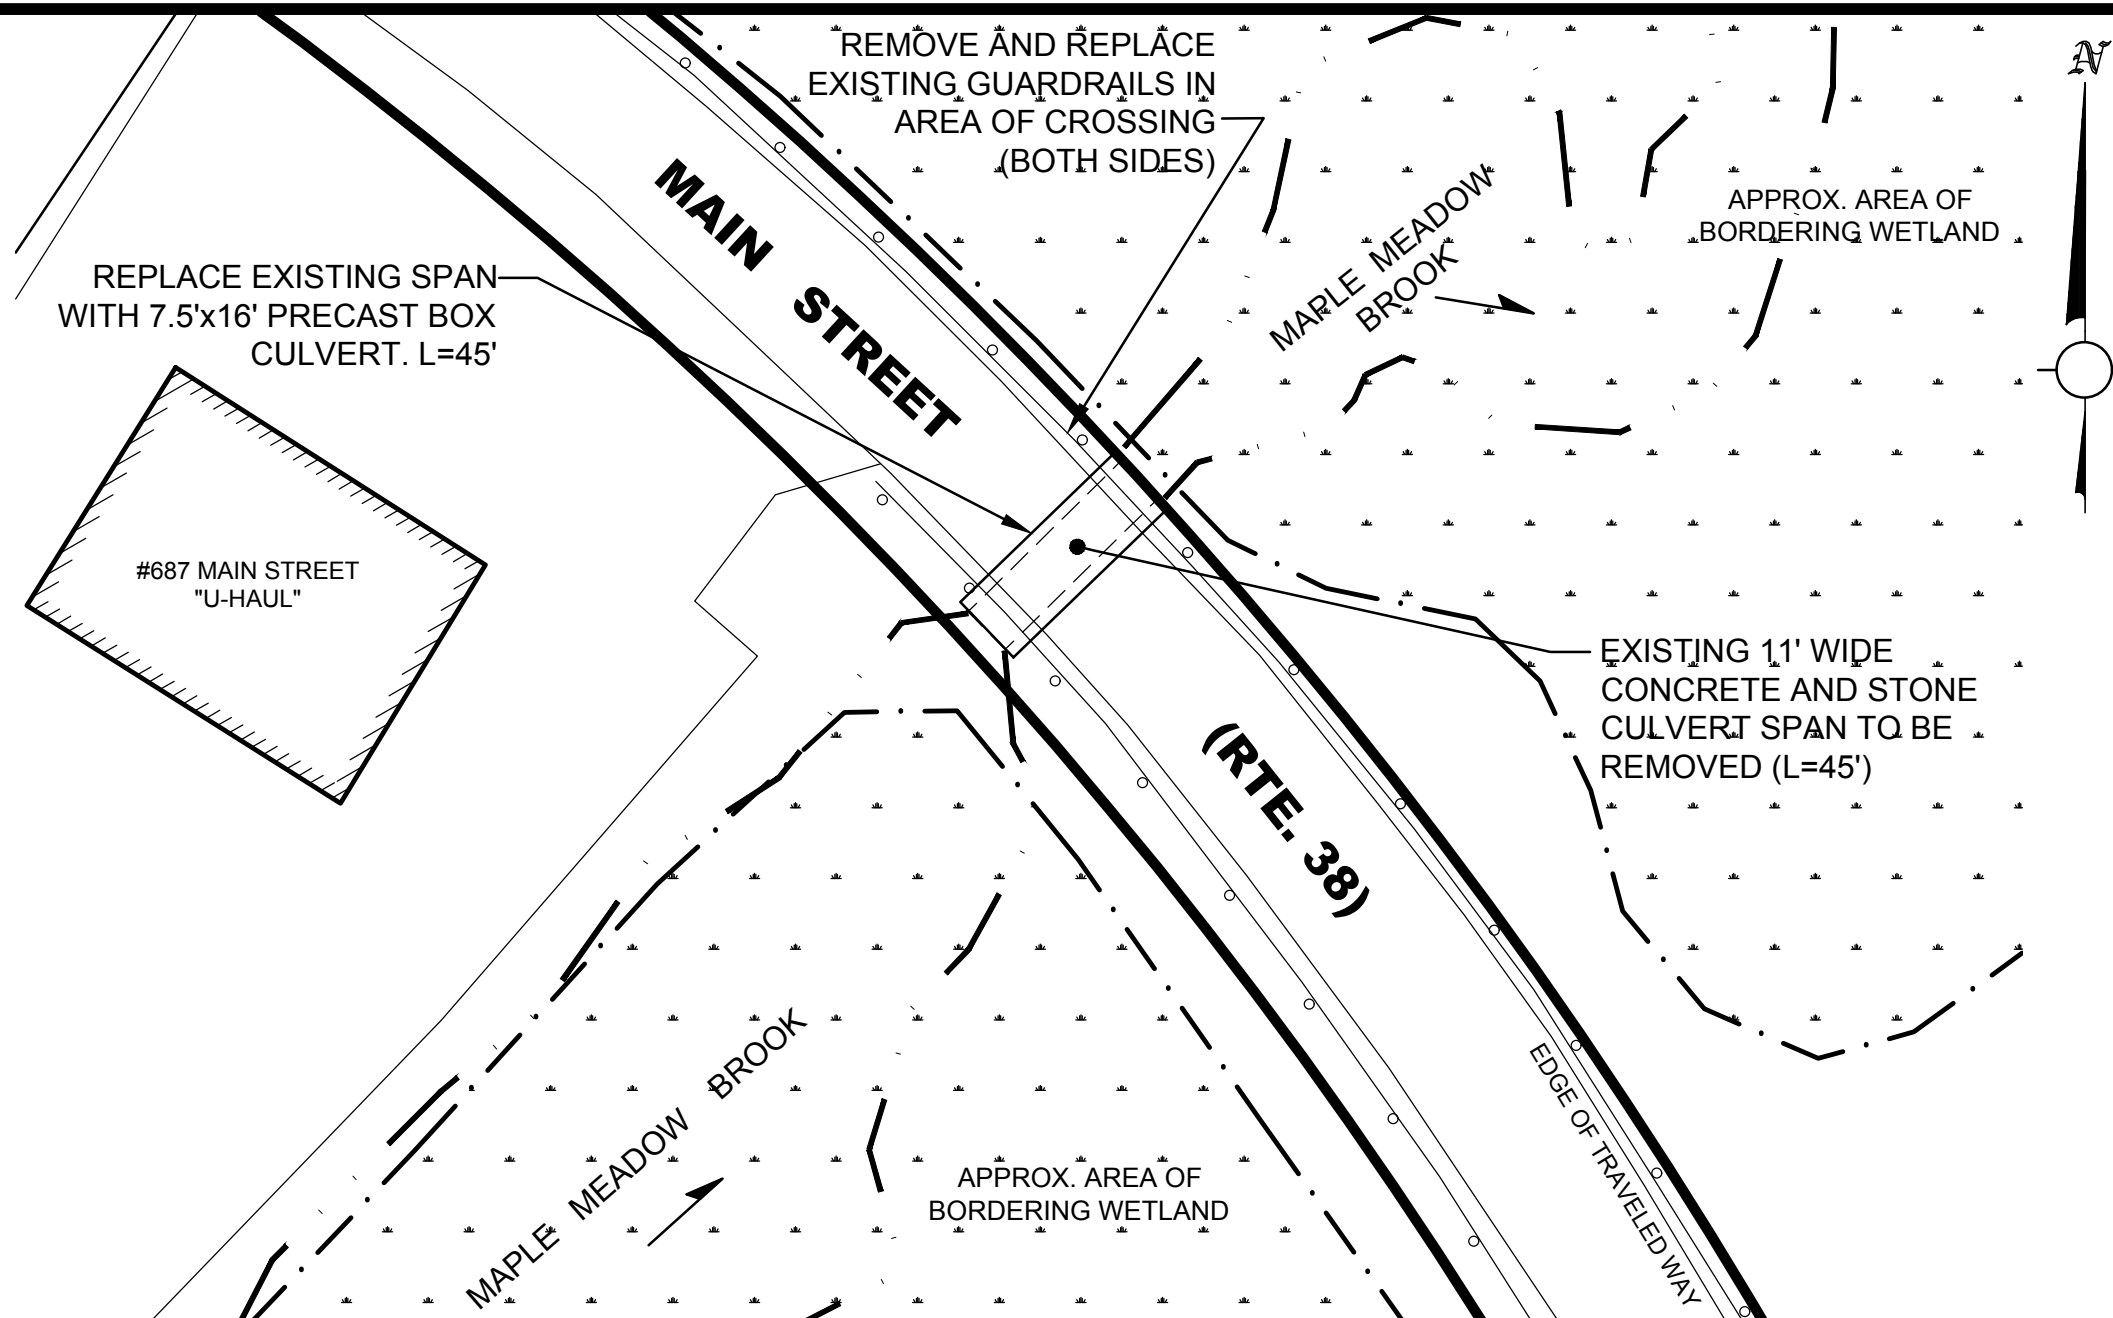 REMOVE AND REPLACE
EXISTING GUARDRAILS IN
AREA OF CROSSING
(BOTH SIDES)
N
MAIN STREET
MAPLE MEADOW
BROOK
APPROX. AREA OF
BORDERING WETLAND
REPLACE EXISTING SPAN
WITH 7.5'x16' PRECAST BOX
CULVERT. L=45'
#687 MAIN STREET
"U-HAUL"
EXISTING 11' WIDE
CONCRETE AND STONE
CULVERT SPAN TO BE
REMOVED (L=45')
(RTE. 38)
MAPLE MEADOW BROOK
APPROX. AREA OF
BORDERING WETLAND
EDGE OF TRAVELED WAY